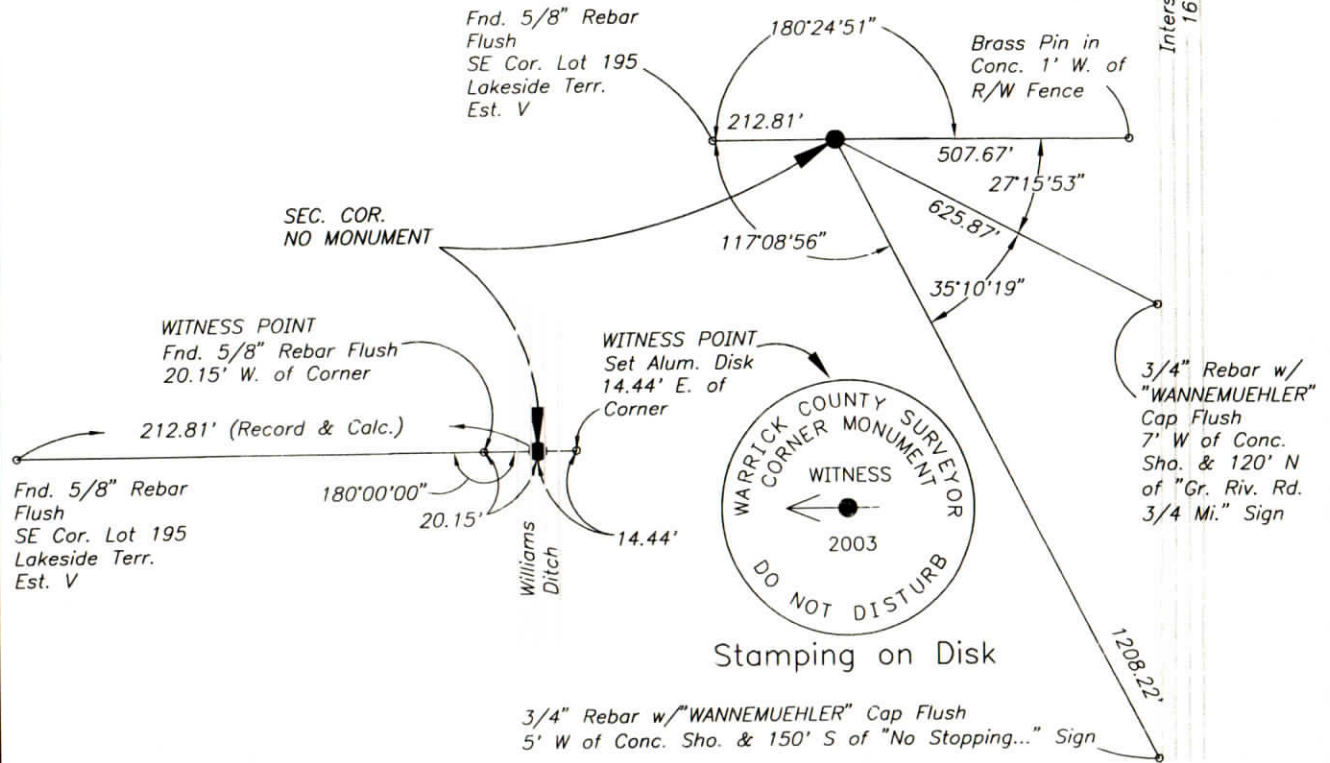 Fnd. 5/8" Rebar
Flush
SE Cor. Lot 195
Lakeside Terr.
Est. V
180°24'51"
Brass Pin in
Conc. 1' W. of
R/W Fence
212.81'
507.67'
27°15'53"
625.87'
117°08'56"
35°10'19"
SEC. COR.
NO MONUMENT
WITNESS POINT
Fnd. 5/8" Rebar Flush
20.15' W. of Corner
WITNESS POINT
Set Alum. Disk
14.44' E. of
Corner
3/4" Rebar w/
"WANNEMUEHLER"
Cap Flush
7' W of Conc.
Sho. & 120' N
of "Gr. Riv. Rd.
3/4 Mi." Sign
212.81' (Record & Calc.)
Fnd. 5/8" Rebar
Flush
SE Cor. Lot 195
Lakeside Terr.
Est. V
180°00'00"
20.15'
Williams
Ditch
14.44'
WARRICK COUNTY SURVEYOR
CORNER MONUMENT
WITNESS
2003
DO NOT DISTURB
Stamping on Disk
1208.22'
3/4" Rebar w/"WANNEMUEHLER" Cap Flush
5' W of Conc. Sho. & 150' S of "No Stopping..." Sign